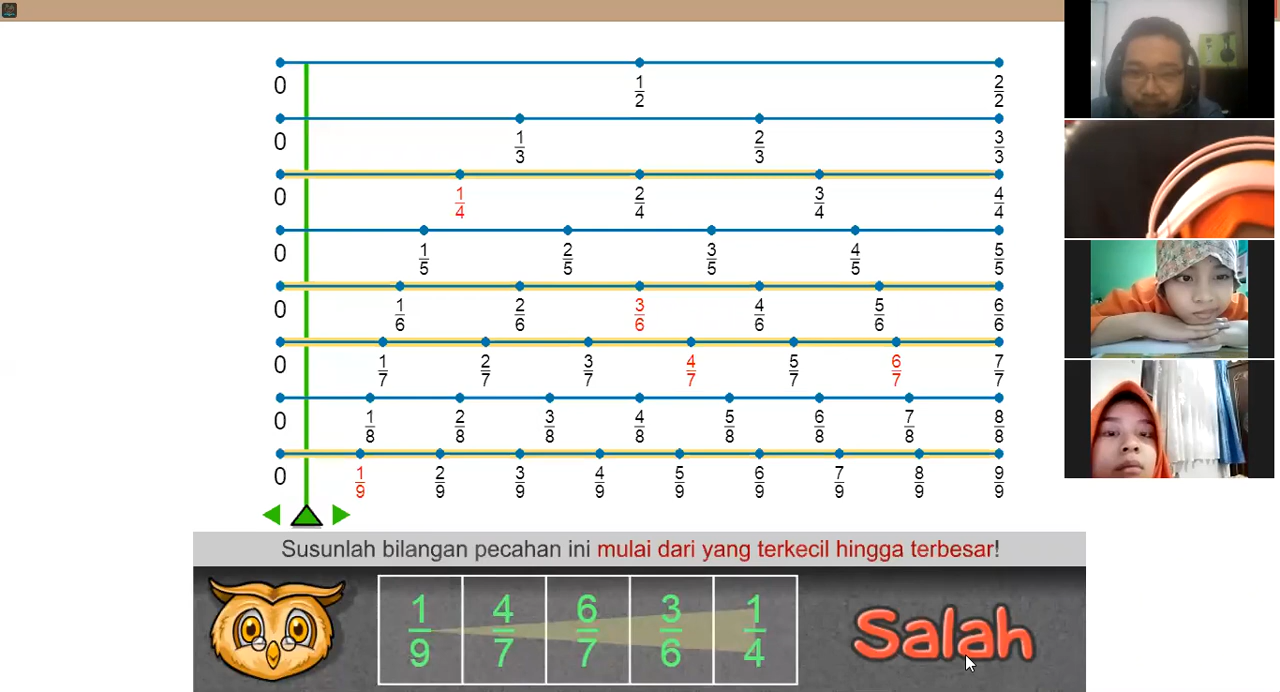 0 1/2 2/2
0 1/3 2/3 3/3
0 1/4 2/4 3/4 4/4
0 1/5 2/5 3/5 4/5 5/5
0 1/6 2/6 3/6 4/6 5/6 6/6
0 1/7 2/7 3/7 4/7 5/7 6/7 7/7
0 1/8 2/8 3/8 4/8 5/8 6/8 7/8 8/8
0 1/9 2/9 3/9 4/9 5/9 6/9 7/9 8/9 9/9
Susunlah bilangan pecahan ini mulai dari yang terkecil hingga terbesar!
1/9 4/7 6/7 3/6 1/4
Salah